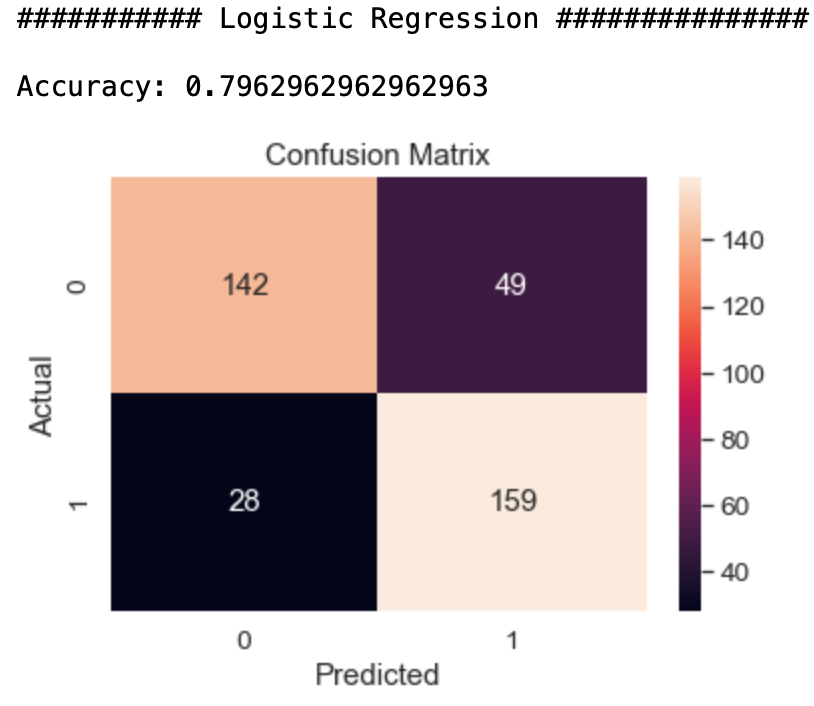 ########### Logistic Regression ###############
Accuracy: 0.7962962962962963
Confusion Matrix
142 49
28 159
0
1
Actual
0 1
Predicted
140
120
100
80
60
40